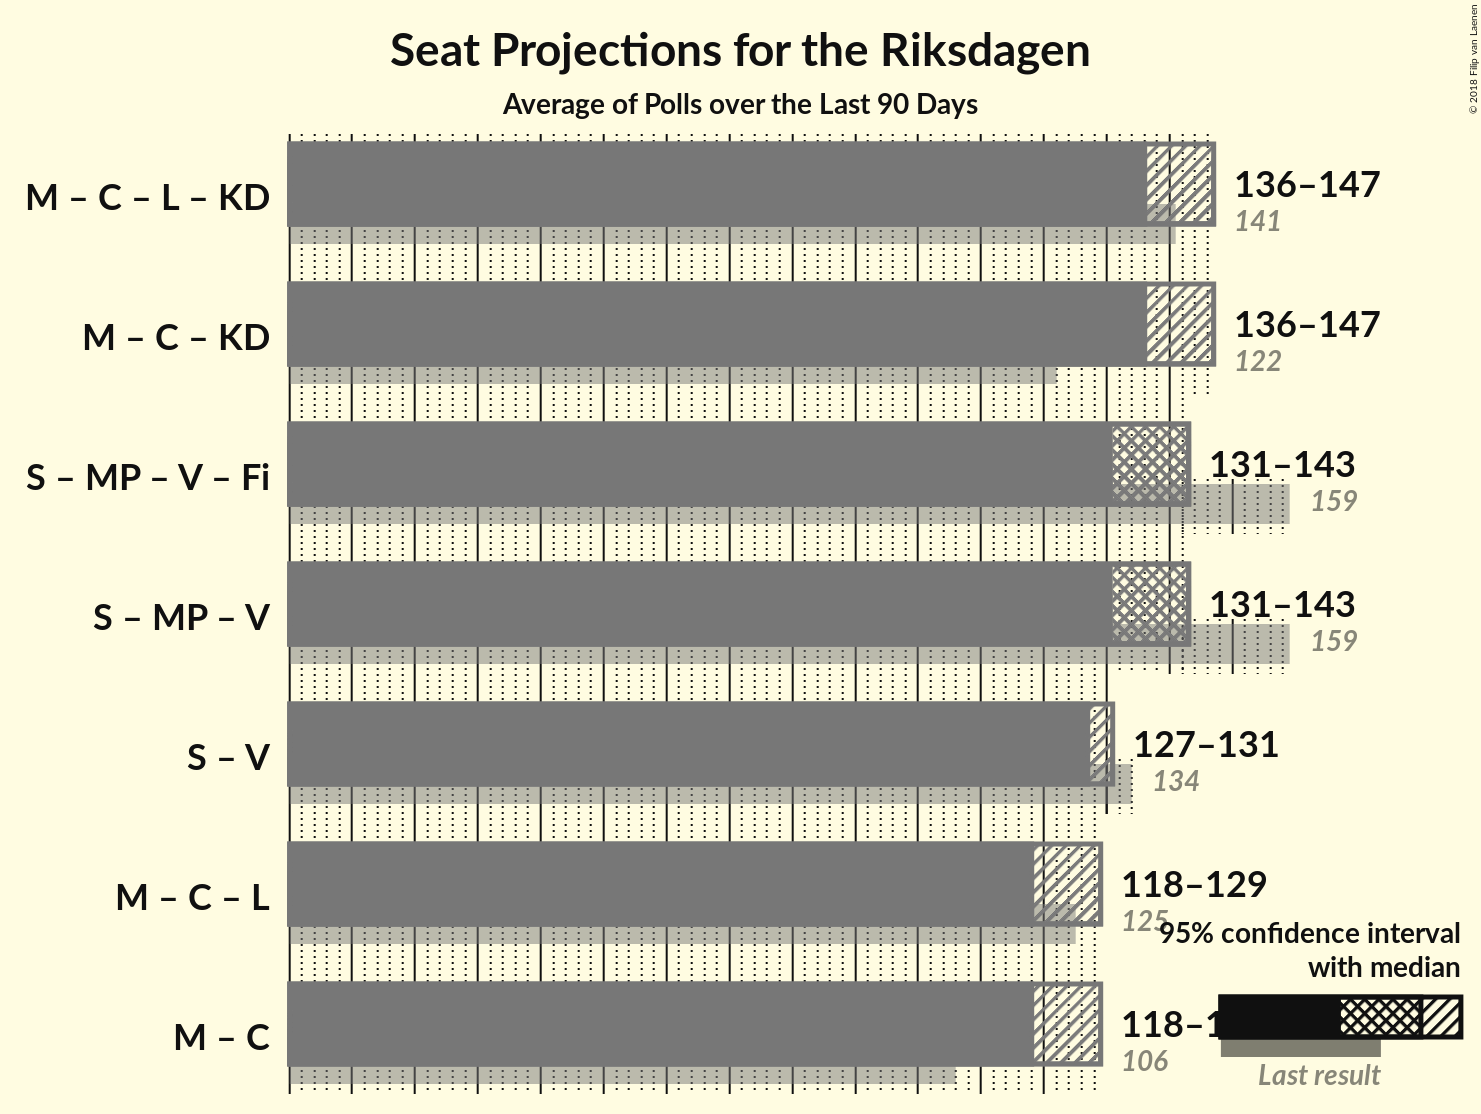 Seat Projections for the Riksdagen
Average of Polls over the Last 90 Days
© 2018 Filip van Laenen
M – C – L – KD
136–147
141
M – C – KD
136–147
122
S – MP – V – Fi
131–143
159
S – MP – V
131–143
159
S – V
127–131
134
M – C – L
118–129
125
M – C
118–1
106
95% confidence interval
with median
Last result